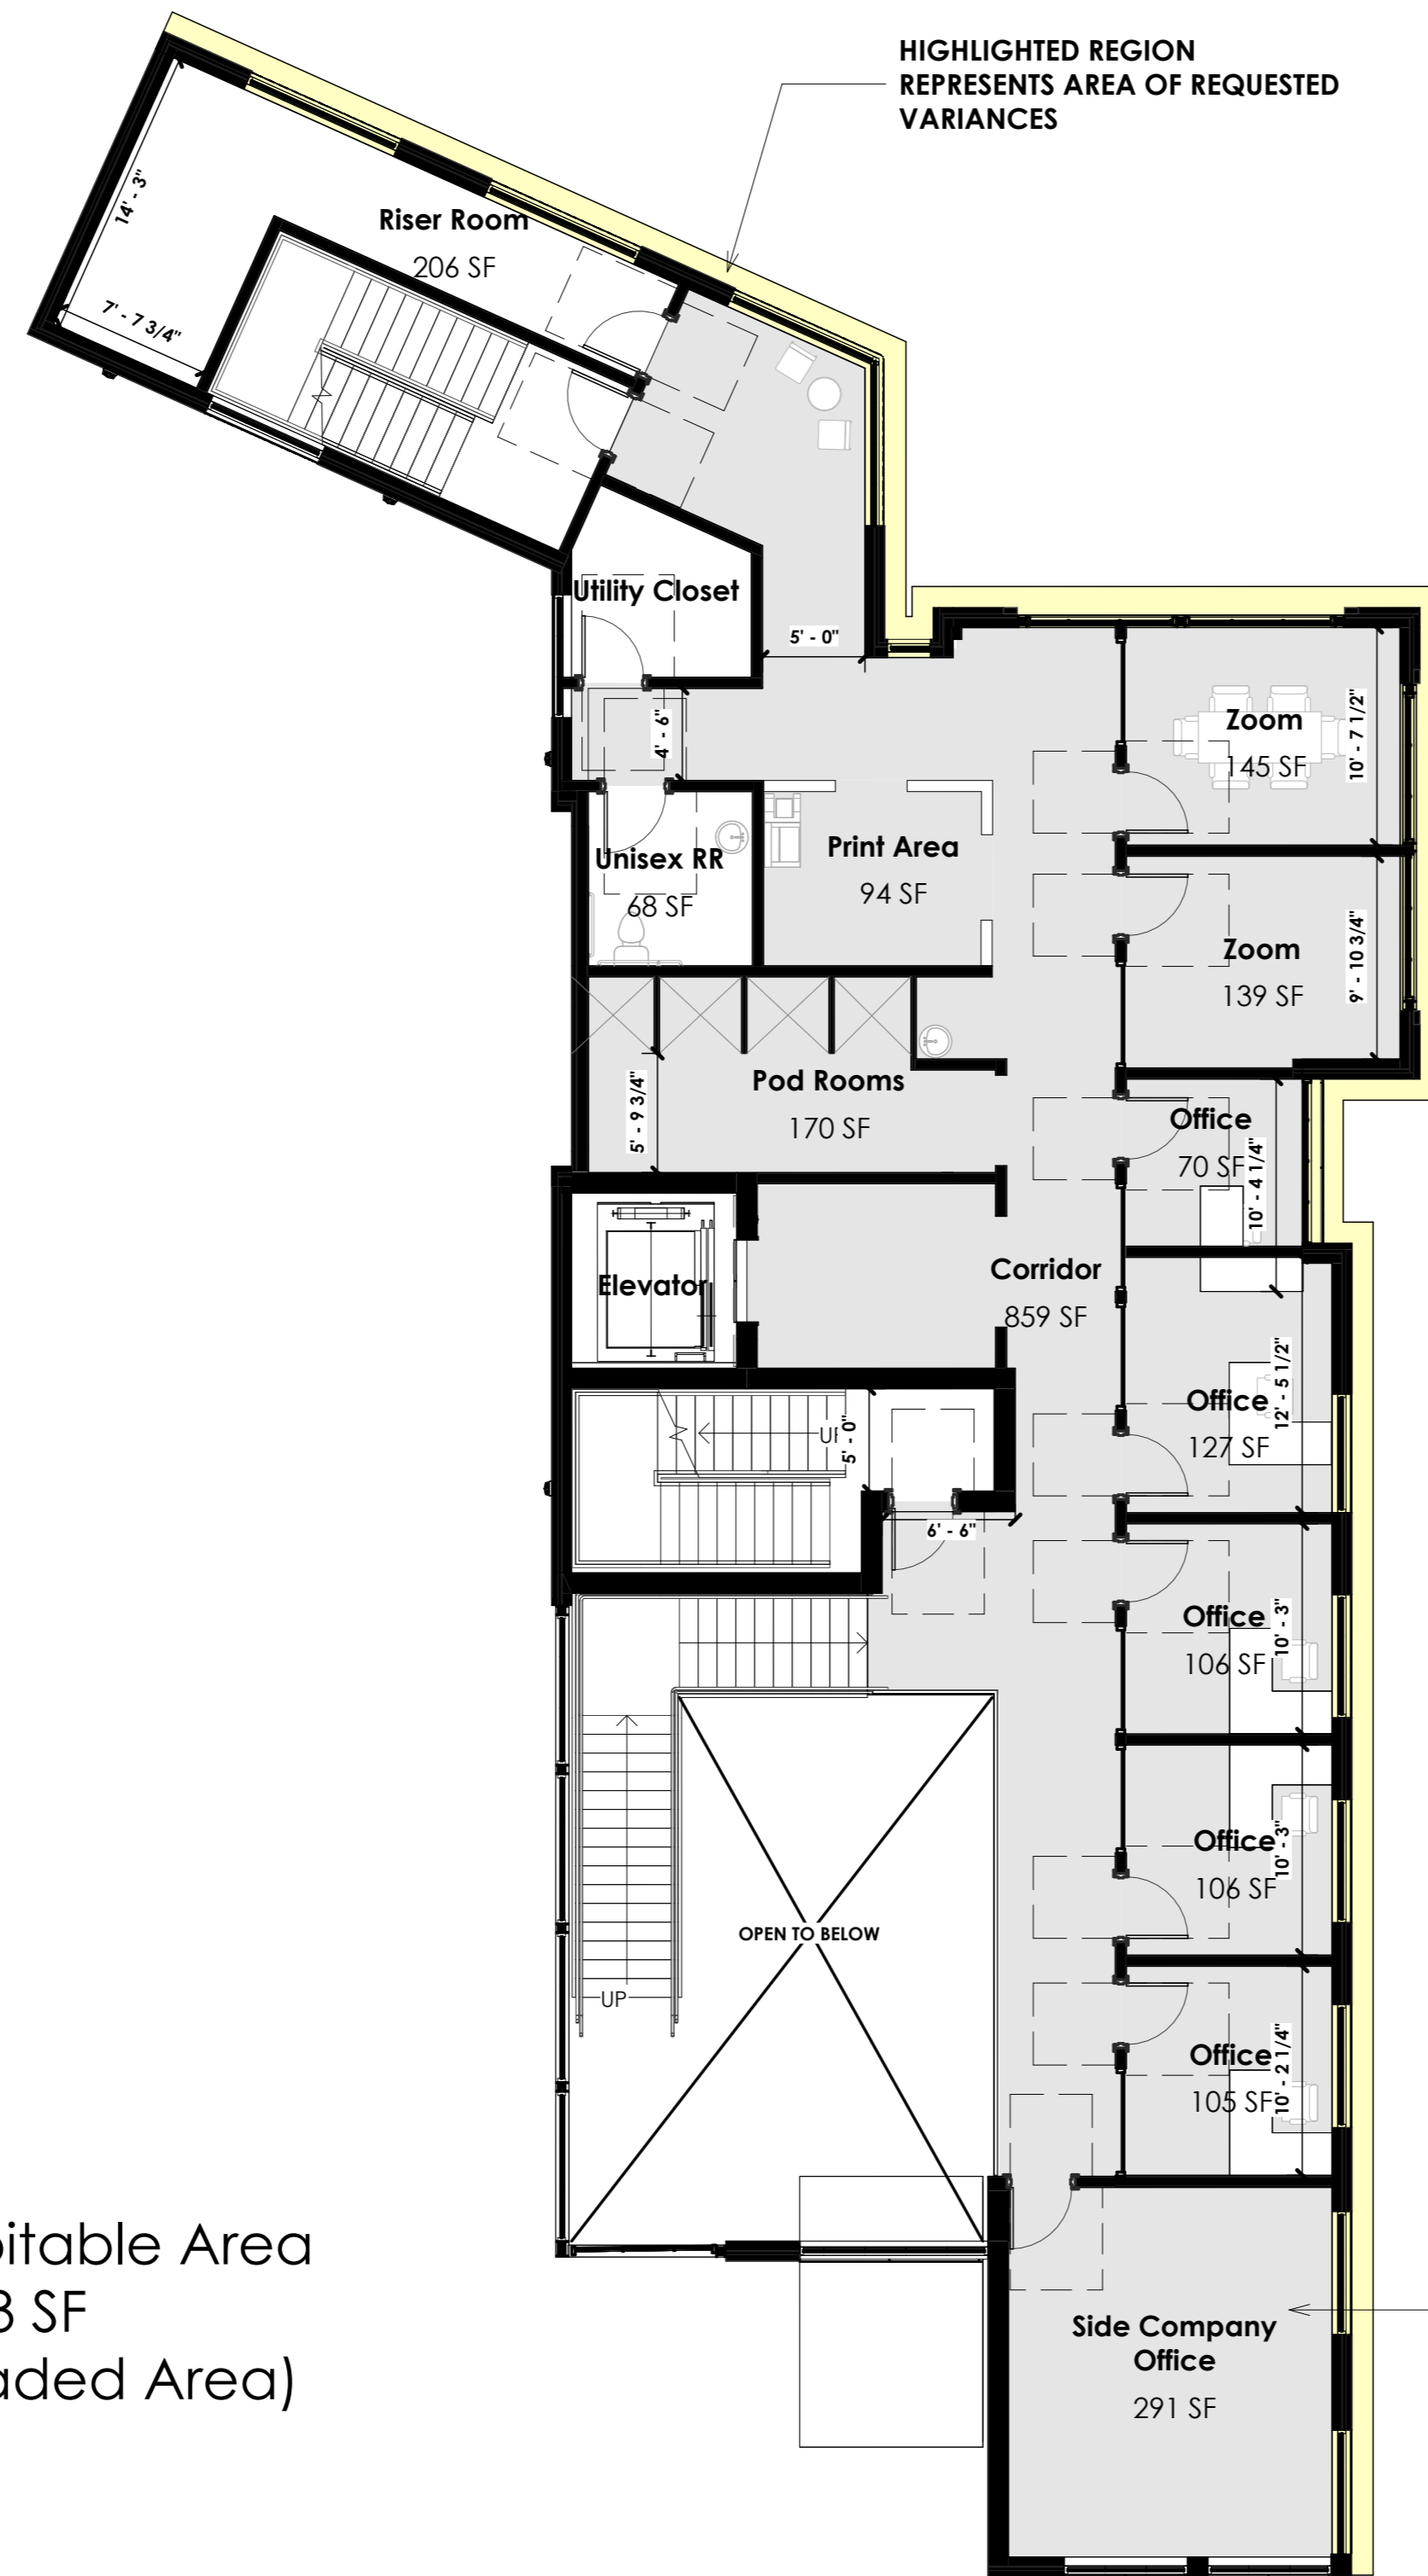 HIGHLIGHTED REGION
REPRESENTS AREA OF REQUESTED
VARIANCES
14' - 3"
Riser Room
206 SF
7' - 7 3/4"
Utility Closet
5' - 0"
4' - 6"
Zoom
145 SF
10' - 7 1/2"
Unisex RR
68 SF
Print Area
94 SF
Zoom
139 SF
9' - 10 3/4"
Pod Rooms
170 SF
5' - 9 3/4"
Office
70 SF
10' - 4 1/4"
Elevator
Corridor
859 SF
Office
127 SF
12' - 5 1/2"
UP
5' - 0"
6' - 6"
Office
106 SF
10' - 3"
Office
106 SF
10' - 3"
OPEN TO BELOW
UP
Office
105 SF
10' - 2 1/4"
Side Company
Office
291 SF
bitable Area
3 SF
aded Area)